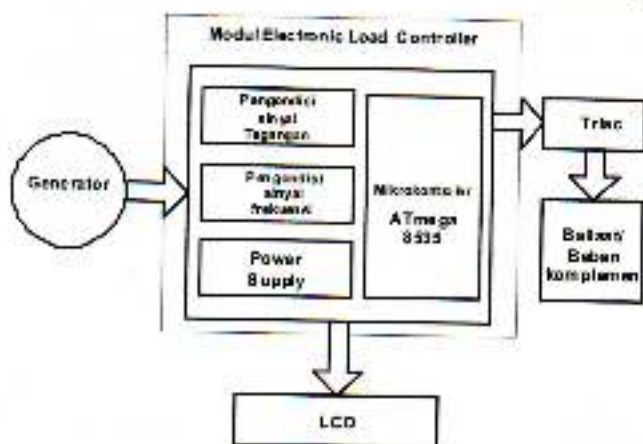 Modul Electronic Load Controller
Pengondisi
sinyal
Tegangan
Generator
Pengondisi
sinyal
frekuensi
Mikrokontroler
ATmega
8535
Power
Supply
Triac
Beban
komplemen
LCD